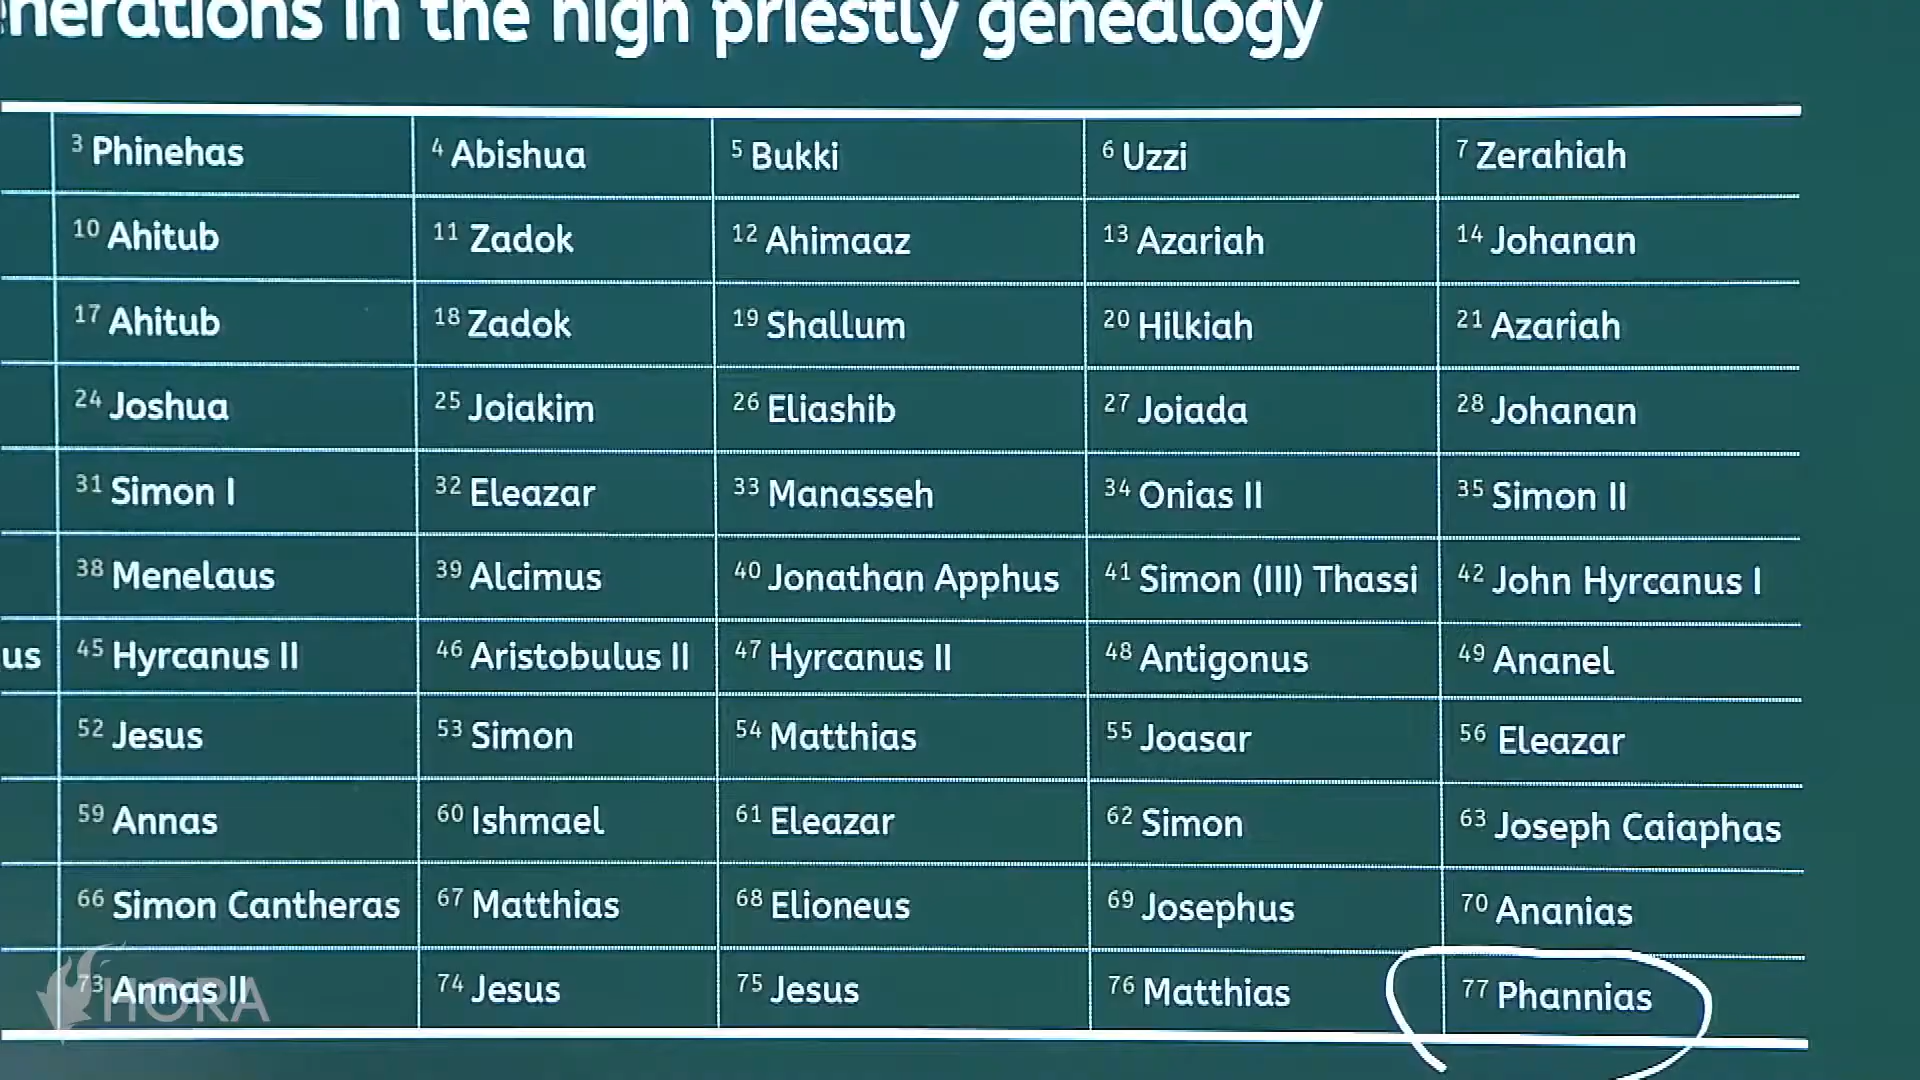 nerations in the high priestly genealogy
3 Phinehas 4 Abishua 5 Bukki 6 Uzzi 7 Zerahiah
10 Ahitub 11 Zadok 12 Ahimaaz 13 Azariah 14 Johanan
17 Ahitub 18 Zadok 19 Shallum 20 Hilkiah 21 Azariah
24 Joshua 25 Joiakim 26 Eliashib 27 Joiada 28 Johanan
31 Simon I 32 Eleazar 33 Manasseh 34 Onias II 35 Simon II
38 Menelaus 39 Alcimus 40 Jonathan Apphus 41 Simon (III) Thassi 42 John Hyrcanus I
us 45 Hyrcanus II 46 Aristobulus II 47 Hyrcanus II 48 Antigonus 49 Ananel
52 Jesus 53 Simon 54 Matthias 55 Joasar 56 Eleazar
59 Annas 60 Ishmael 61 Eleazar 62 Simon 63 Joseph Caiaphas
66 Simon Cantheras 67 Matthias 68 Elioneus 69 Josephus 70 Ananias
73 Annas II 74 Jesus 75 Jesus 76 Matthias 77 Phannias
HORA